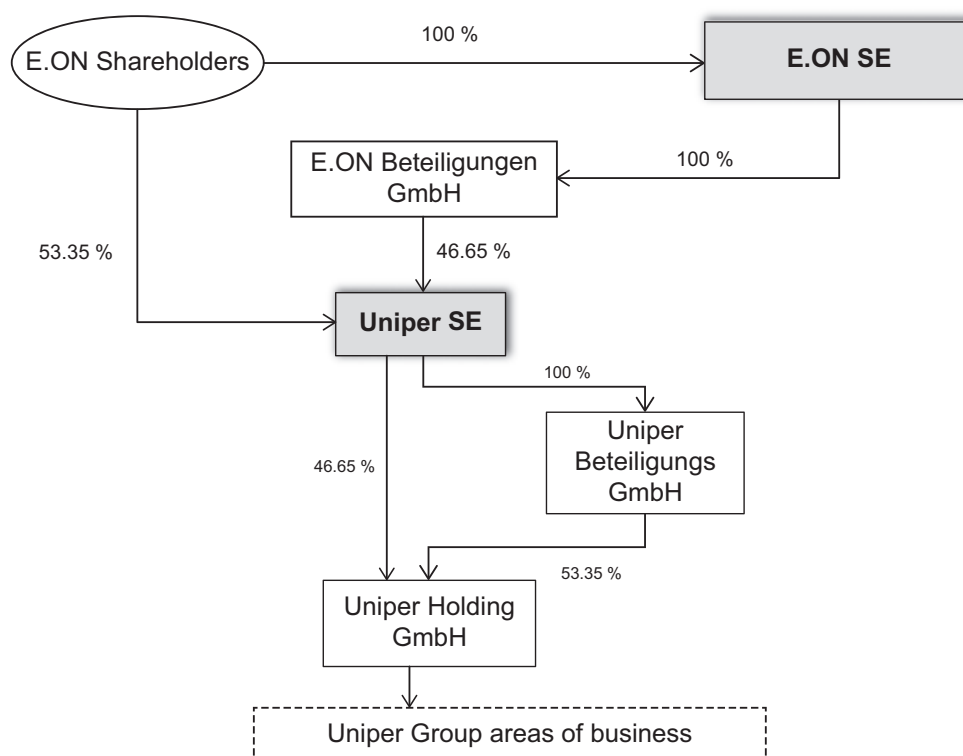 100 %
E.ON Shareholders
E.ON SE
E.ON Beteiligungen
GmbH
100 %
53.35 %
46.65 %
Uniper SE
100 %
Uniper
Beteiligungs
GmbH
46.65 %
53.35 %
Uniper Holding
GmbH
Uniper Group areas of business